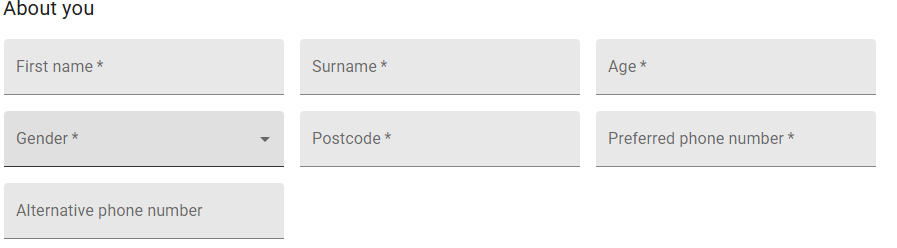 About you
First name *
Surname *
Age *
Gender *
Postcode *
Preferred phone number *
Alternative phone number